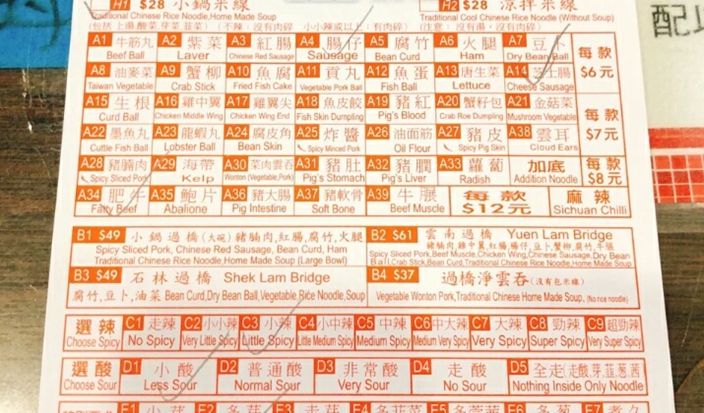 H1 $28 小鍋米線
Traditional Chinese Rice Noodle,Home Made Soup
H2 $28 涼拌米線
Traditional Cool Chinese Rice Noodle (Without Soup)
配
A1 牛筋丸 Beef Ball
A2 紫菜 Laver
A3 紅腸 Chinese Red Sausage
A4 腸仔 Sausage
A5 腐竹 Bean Curd
A6 火腿 Ham
A7 豆卜 Dry Bean Ball
每款 $6元
A8 油麥菜 Taiwan Vegetable
A9 蟹柳 Crab Stick
A10 魚腐 Fried Fish Cake
A11 貢丸 Vegetable Pork Ball
A12 魚蛋 Fish Ball
A13 唐生菜 Lettuce
A14 芝士腸 Cheese Sausage
A15 生根 Curd Ball
A16 雞中翼 Chicken Middle Wing
A17 雞翼尖 Chicken Wing End
A18 魚皮餃 Fish Skin Dumpling
A19 豬紅 Pig's Blood
A20 蟹籽包 Crab Roe Dumpling
A21 金菇菜 Mushroom Vegetable
每款 $7元
A22 墨魚丸 Cuttle Fish Ball
A23 龍蝦丸 Lobster Ball
A24 腐皮角 Bean Skin
A25 炸醬 Spicy Minced Pork
A26 油面筋 Oil Flour
A27 豬皮 Spicy Pig Skin
A38 雲耳 Cloud Ears
A28 豬腩肉 Spicy Sliced Pork
A29 海帶 Kelp
A30 菜肉雲吞 Wonton (Vegetable,Pork)
A31 豬肚 Pig's Stomach
A32 豬膶 Pig's Liver
A33 蘿蔔 Radish
加底 Addition Noodle
每款 $8元
A34 肥牛 Fatty Beef
A35 鮑片 Abalione
A36 豬大腸 Pig Intestine
A37 豬軟骨 Soft Bone
A39 牛𦟌 Beef Muscle
每款 $12元
麻辣 Sichuan Chilli
B1 $49 小鍋過橋(大碗) 豬腩肉,紅腸,腐竹,火腿
Spicy Sliced Pork, Chinese Red Sausage, Bean Curd, Ham
Traditional Chinese Rice Noodle,Home Made Soup (Large Bowl)
B2 $61 雲南過橋 Yuen Lam Bridge
Spicy Sliced Pork,Beef Muscle,Chicken Wing,Chinese Sausage,Dry Bean
Ball,Crab Stick,Bean Curd,Traditional Chinese Rice Noodle,Home Made Soup
B3 $49 石林過橋 Shek Lam Bridge
腐竹,豆卜,油菜 Bean Curd,Dry Bean Ball,Vegetable,Rice Noodle,Soup
B4 $37 過橋淨雲吞(沒有包米線)
Vegetable Wonton Pork,Traditional Chinese Home Made Soup, (No rice noodle)
選辣 Choose Spicy
C1 走辣 No Spicy
C2 小小辣 Very Little Spicy
C3 小辣 Little Spicy
C4 小中辣 Little Medium Spicy
C5 中辣 Medium Spicy
C6 中大辣 Medium Very Spicy
C7 大辣 Very Spicy
C8 勁辣 Super Spicy
C9 超勁辣 Super Spicy
選酸 Choose Sour
D1 小酸 Less Sour
D2 普通酸 Normal Sour
D3 非常酸 Very Sour
D4 走酸 No Sour
D5 全走(走酸芽韮葱茜) Nothing Inside Only Noodle